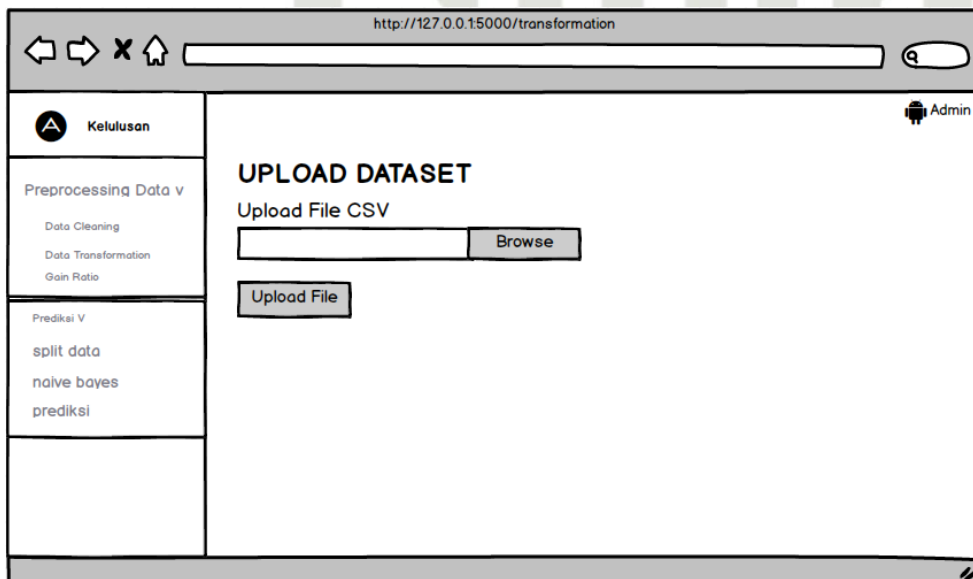 http://127.0.0.1:5000/transformation
Admin
Kelulusan
Preprocessing Data v
Data Cleaning
Data Transformation
Gain Ratio
Prediksi V
split data
naive bayes
prediksi
UPLOAD DATASET
Upload File CSV
Browse
Upload File